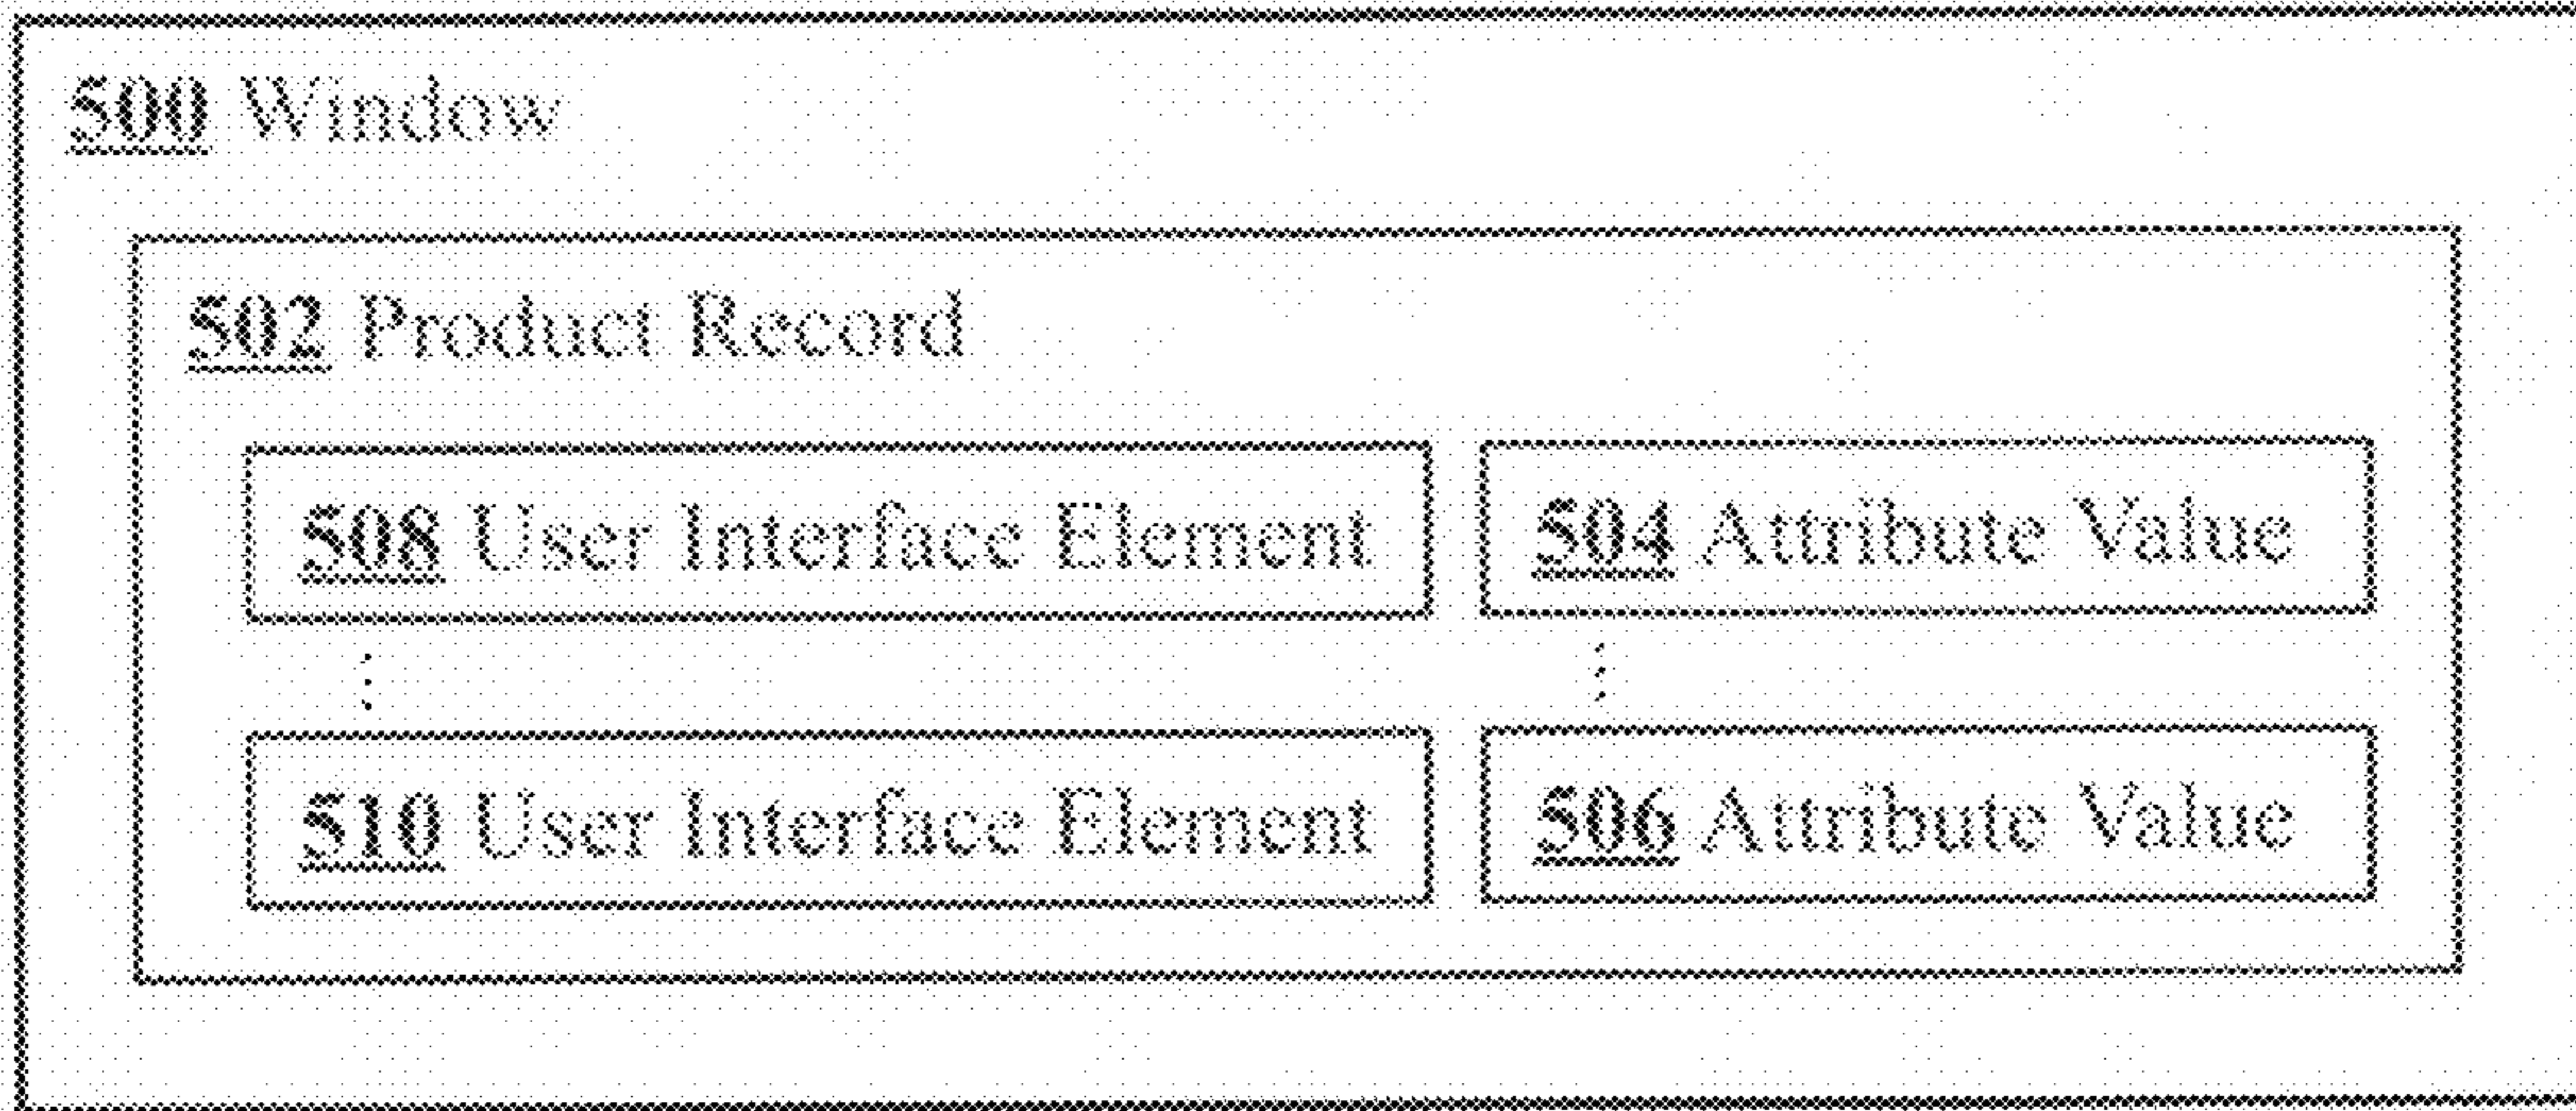 500 Window
502 Product Record
508 User Interface Element 504 Attribute Value
510 User Interface Element 506 Attribute Value